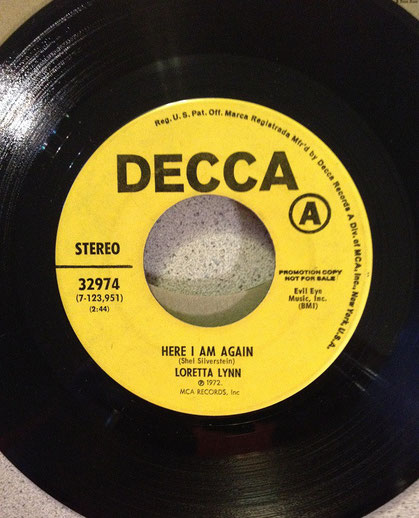 Reg. U.S. Pat. Off. Marca Registrada Mfr'd by Decca Records A Div. of MCA, Inc., New York, U.S.A.
DECCA
A
STEREO
32974
(7-123,951)
(2:44)
PROMOTION COPY
NOT FOR SALE
Evil Eye
Music, Inc.
(BMI)
HERE I AM AGAIN
(Shel Silverstein)
LORETTA LYNN
℗ 1972.
MCA RECORDS, INC.